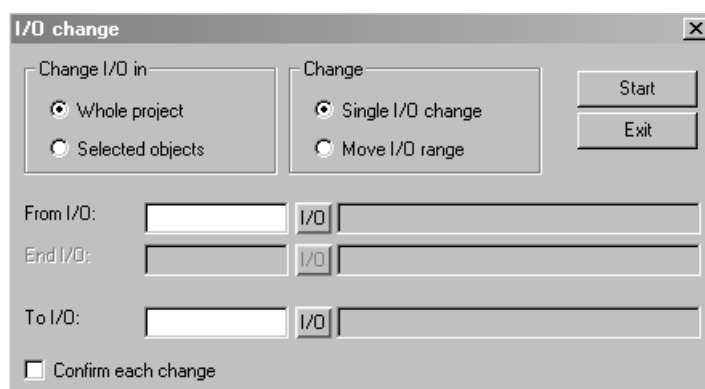 I/O change
Change I/O in
Whole project
Selected objects
Change
Single I/O change
Move I/O range
Start
Exit
From I/O: I/O
End I/O: I/O
To I/O: I/O
Confirm each change